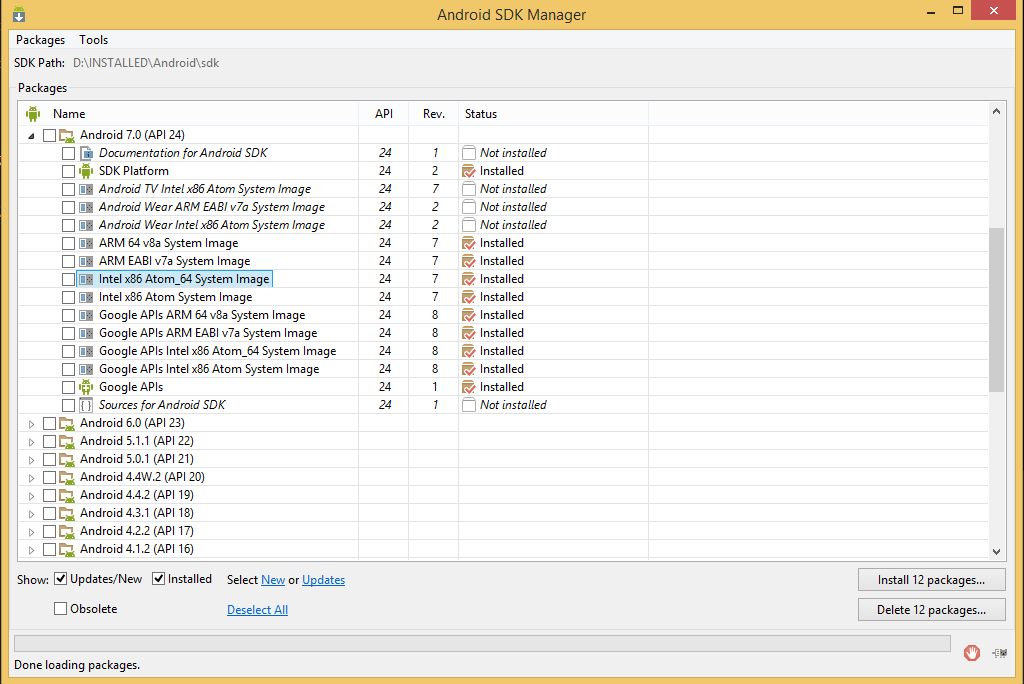 Android SDK Manager
Packages Tools
SDK Path: D:\INSTALLED\Android\sdk
Packages
Name API Rev. Status
Android 7.0 (API 24)
Documentation for Android SDK 24 1 Not installed
SDK Platform 24 2 Installed
Android TV Intel x86 Atom System Image 24 7 Not installed
Android Wear ARM EABI v7a System Image 24 2 Not installed
Android Wear Intel x86 Atom System Image 24 2 Not installed
ARM 64 v8a System Image 24 7 Installed
ARM EABI v7a System Image 24 7 Installed
Intel x86 Atom_64 System Image 24 7 Installed
Intel x86 Atom System Image 24 7 Installed
Google APIs ARM 64 v8a System Image 24 8 Installed
Google APIs ARM EABI v7a System Image 24 8 Installed
Google APIs Intel x86 Atom_64 System Image 24 8 Installed
Google APIs Intel x86 Atom System Image 24 8 Installed
Google APIs 24 1 Installed
Sources for Android SDK 24 1 Not installed
Android 6.0 (API 23)
Android 5.1.1 (API 22)
Android 5.0.1 (API 21)
Android 4.4W.2 (API 20)
Android 4.4.2 (API 19)
Android 4.3.1 (API 18)
Android 4.2.2 (API 17)
Android 4.1.2 (API 16)
Show: Updates/New Installed Select New or Updates Install 12 packages...
Obsolete Deselect All Delete 12 packages...
Done loading packages.